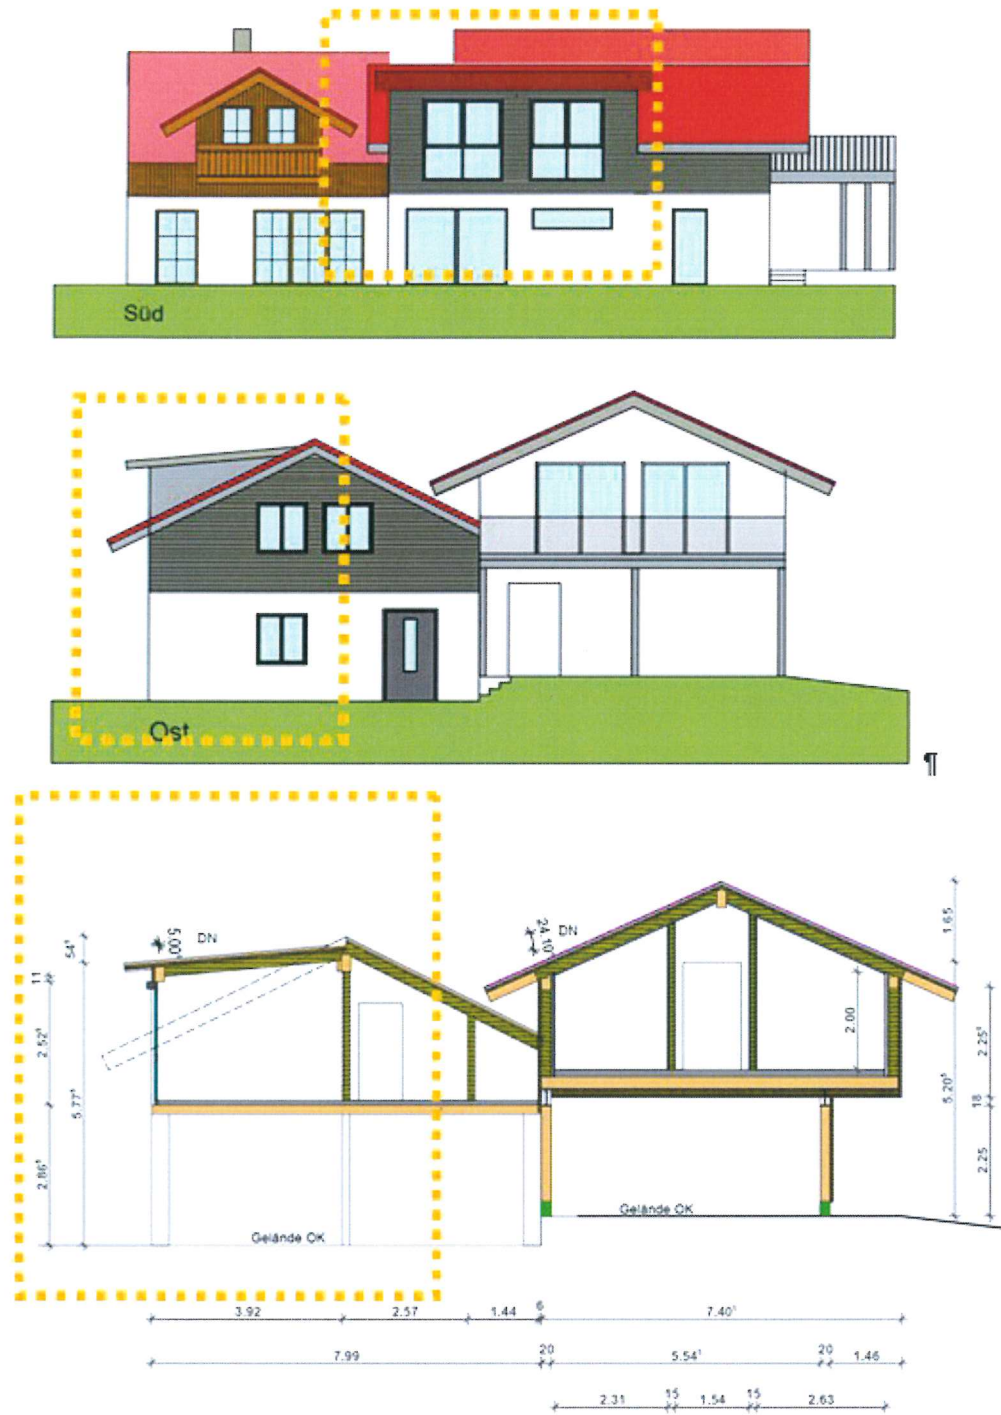 Süd
Ost
¶
5.00 DN
24.10 DN
54⁵
11
2.52⁵
5.77⁵
2.86⁵
1.65
2.00
2.25⁵
5.20⁵
18
2.25
Gelände OK
Gelände OK
3.92 2.57 1.44 6 7.40¹
7.99 20 5.54¹ 20 1.46
2.31 15 1.54 15 2.63